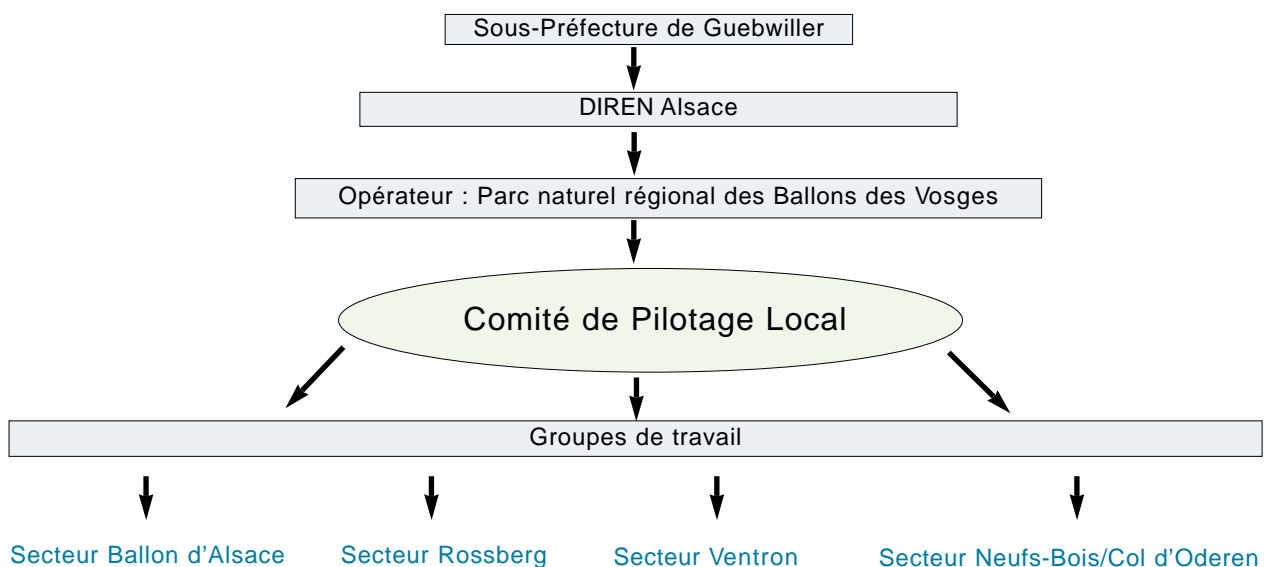 Sous-Préfecture de Guebwiller
DIREN Alsace
Opérateur : Parc naturel régional des Ballons des Vosges
Comité de Pilotage Local
Groupes de travail
Secteur Ballon d'Alsace
Secteur Rossberg
Secteur Ventron
Secteur Neufs-Bois/Col d'Oderen